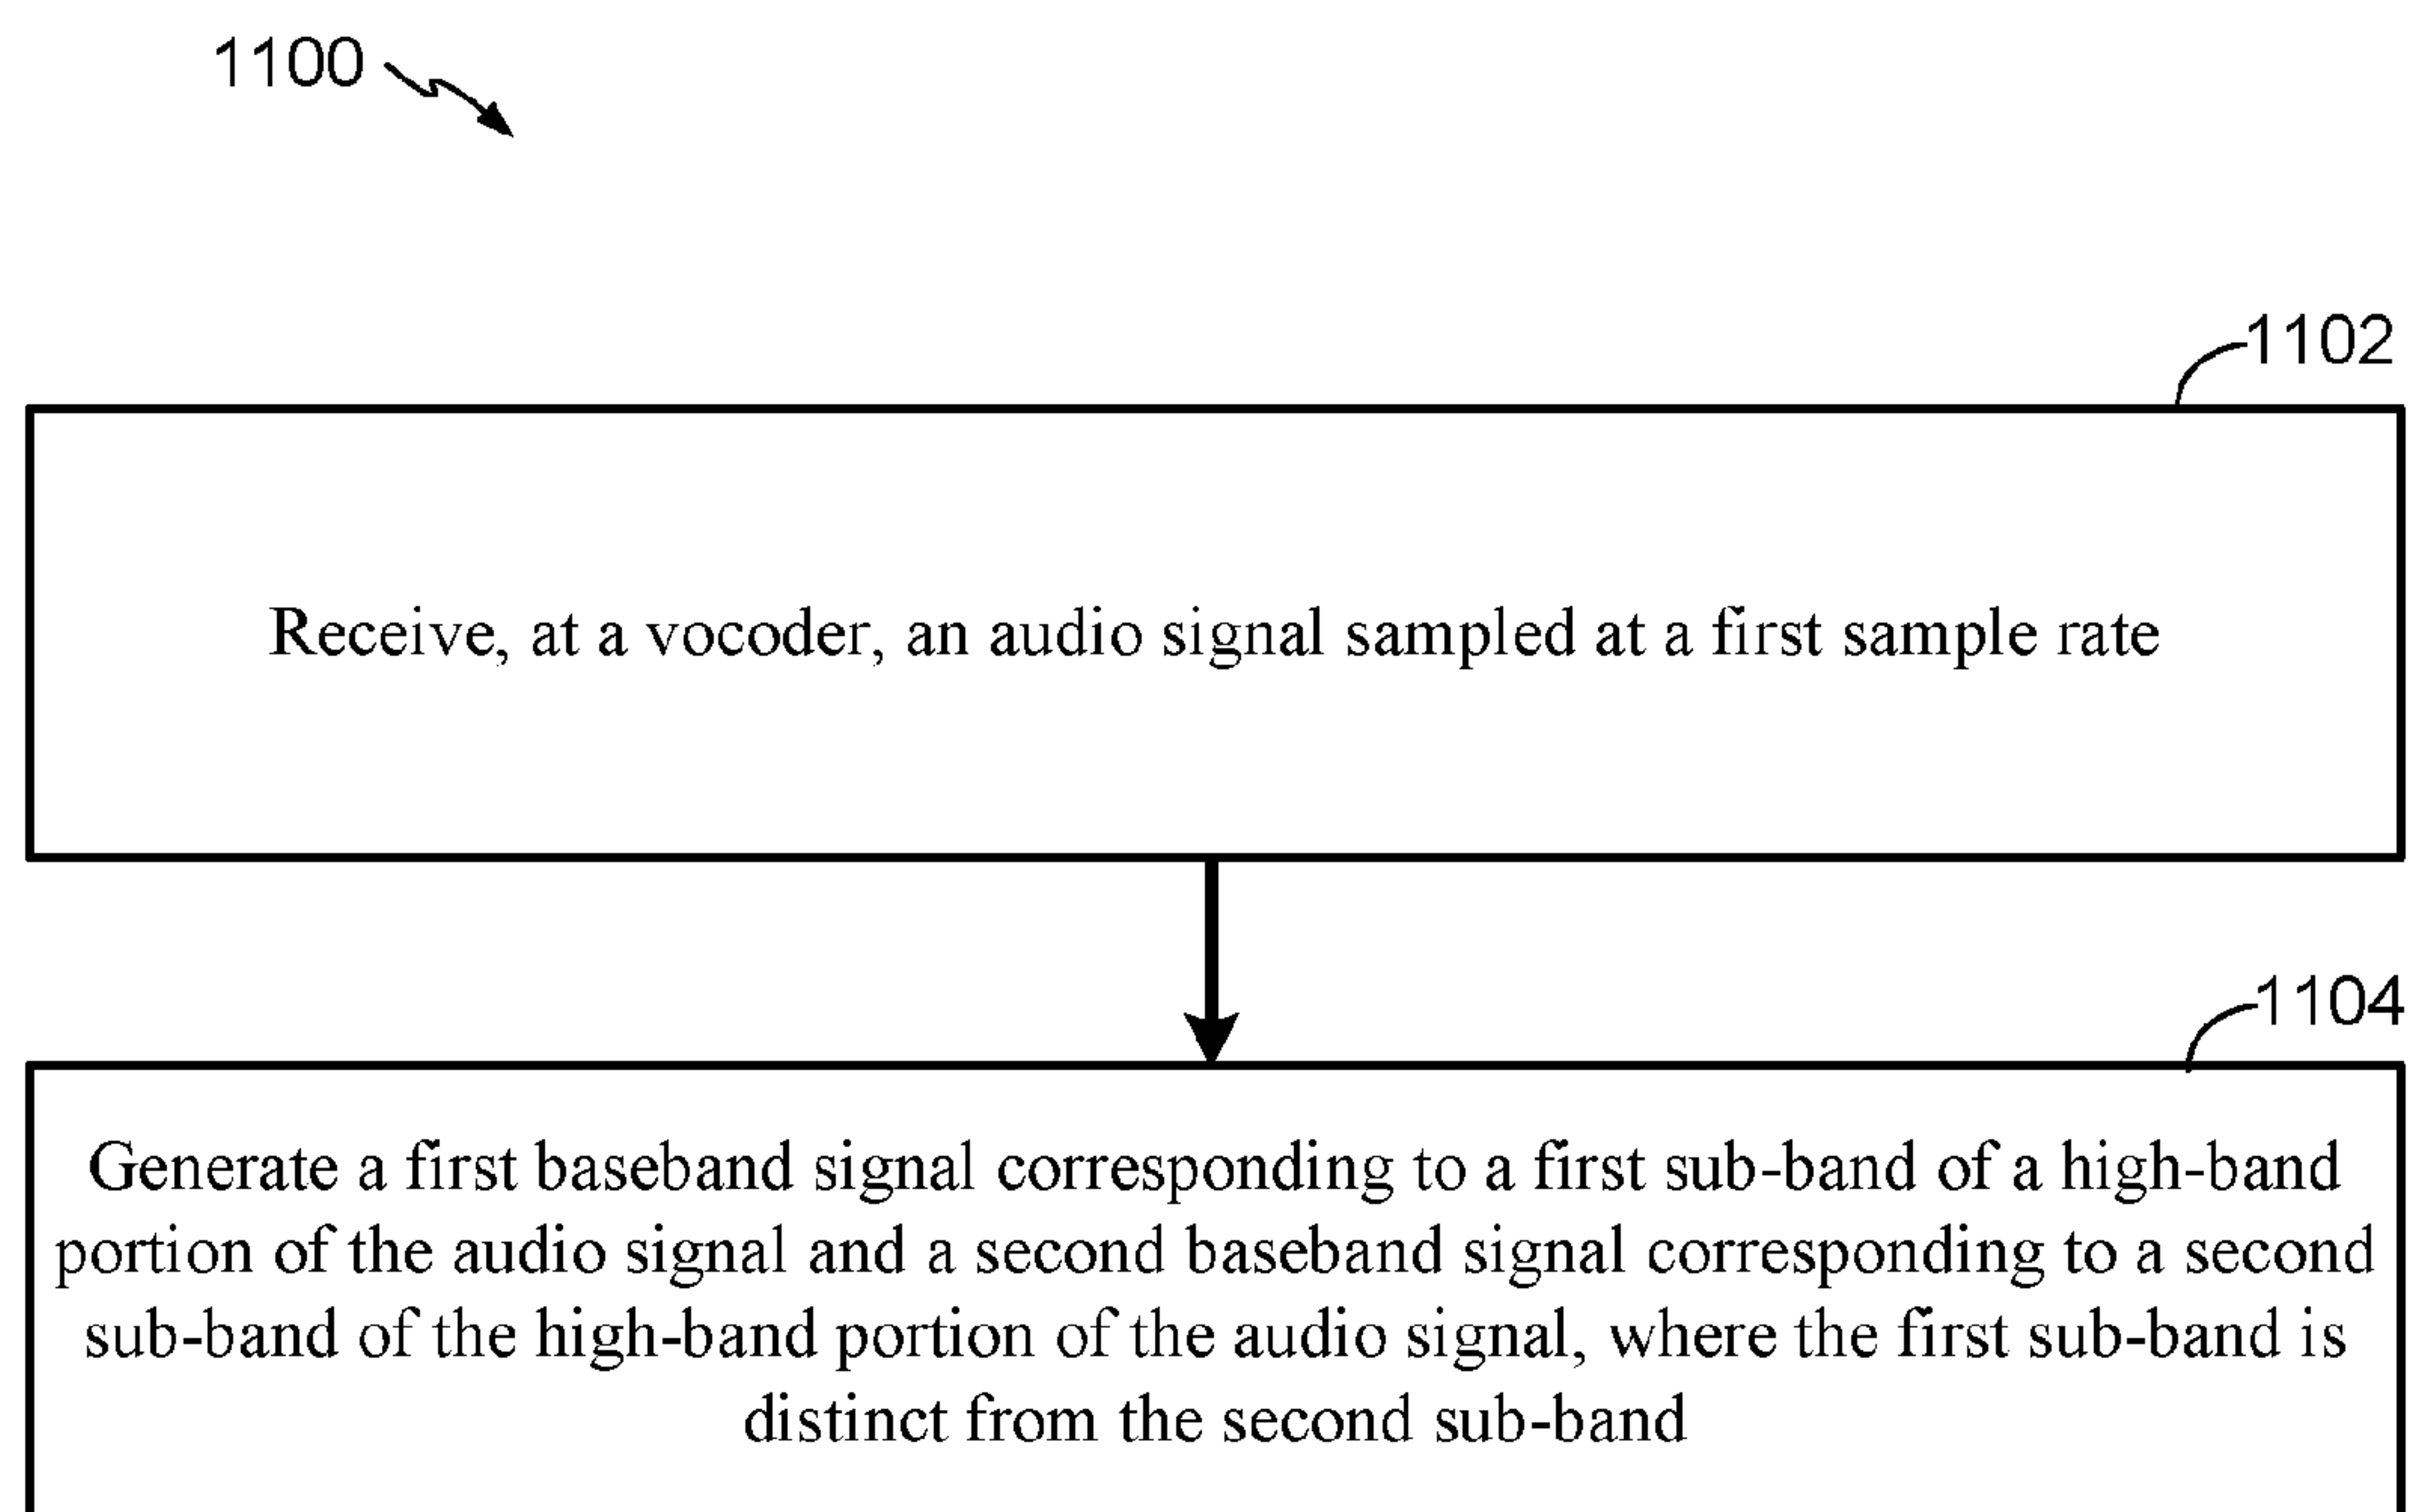 1100
1102
Receive, at a vocoder, an audio signal sampled at a first sample rate
1104
Generate a first baseband signal corresponding to a first sub-band of a high-band
portion of the audio signal and a second baseband signal corresponding to a second
sub-band of the high-band portion of the audio signal, where the first sub-band is
distinct from the second sub-band